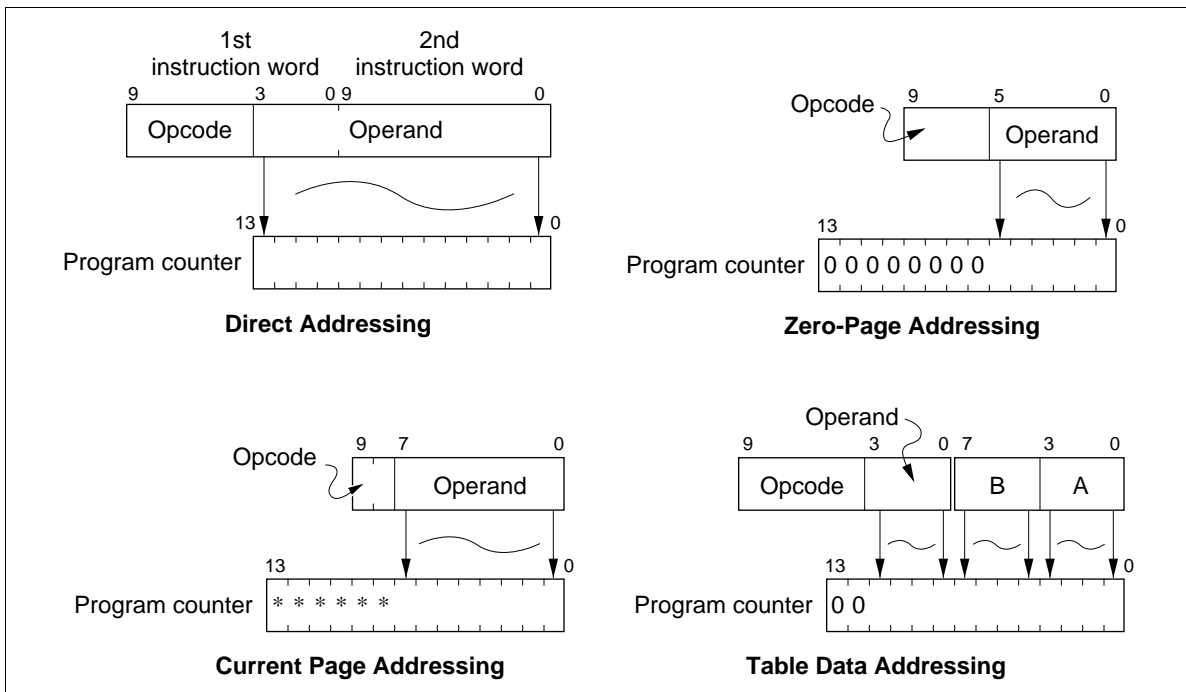 1st
instruction word
2nd
instruction word
9 3 0 9 0
Opcode Operand
13 0
Program counter
Direct Addressing
Opcode
9 5 0
Operand
13 0
Program counter 0 0 0 0 0 0 0 0
Zero-Page Addressing
Opcode
9 7 0
Operand
13 0
Program counter * * * * * *
Current Page Addressing
Operand
9 3 0 7 3 0
Opcode B A
13 0
Program counter 0 0
Table Data Addressing